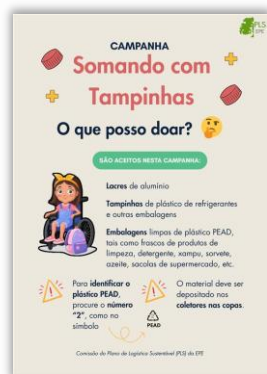 PLS
EPE
CAMPANHA
Somando com
Tampinhas
O que posso doar?
SÃO ACEITOS NESTA CAMPANHA:
Lacres de alumínio
Tampinhas de plástico de refrigerantes
e outras embalagens
Embalagens limpas de plástico PEAD,
tais como frascos de produtos de
limpeza, detergente, xampu, sorvete,
azeite, sacolas de supermercado, etc.
Para identificar o
plástico PEAD,
procure o número
"2", como no
símbolo
O material deve ser
depositado nos
coletores nas copas.
2
PEAD
Comissão do Plano de Logística Sustentável (PLS) da EPE